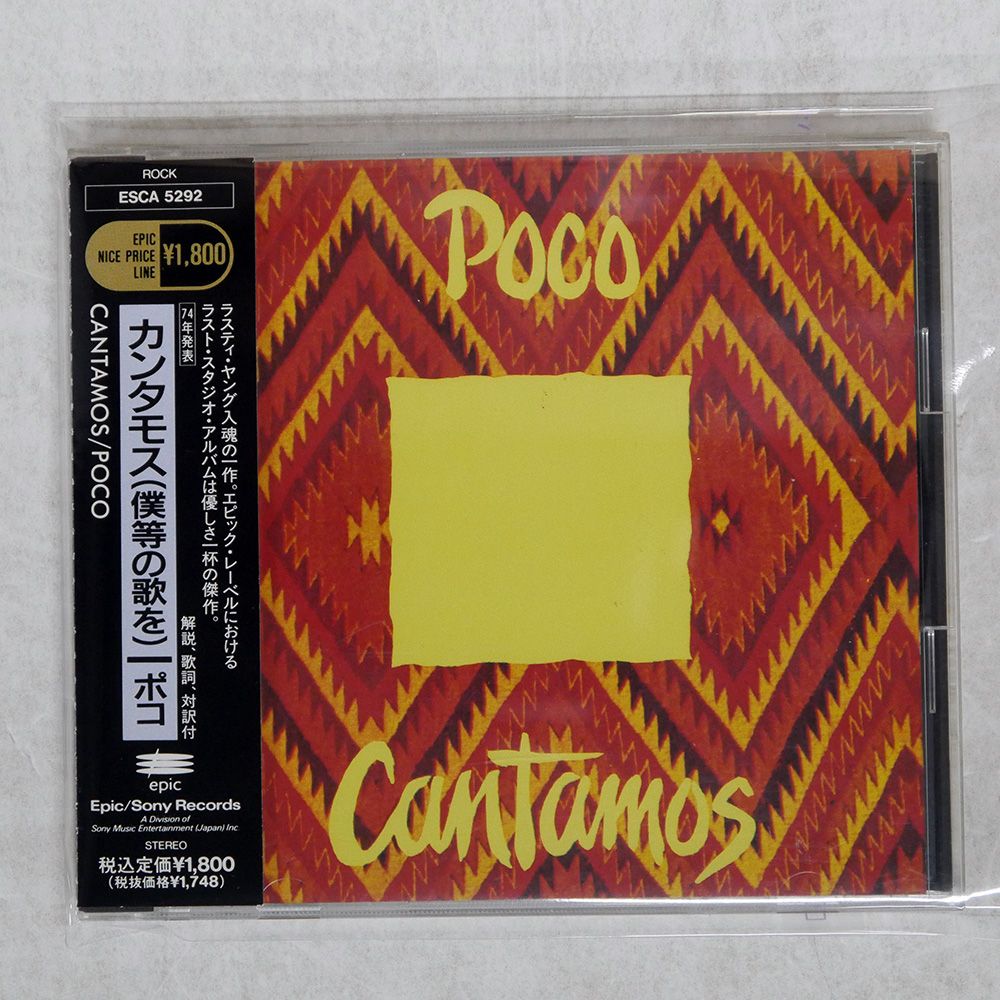 ROCK
ESCA 5292
EPIC
NICE PRICE
LINE
¥1,800
CANTAMOS/POCO
カンタモス(僕等の歌を)|ポコ
74年発表
ラスティ・ヤング入魂の一作。エピック・レーベルにおける
ラスト・スタジオ・アルバムは優しさ一杯の傑作。
解説、歌詞、対訳付
epic
Epic/Sony Records
A Division of
Sony Music Entertainment (Japan) Inc.
STEREO
税込定価¥1,800
(税抜価格¥1,748)
Poco
Cantamos